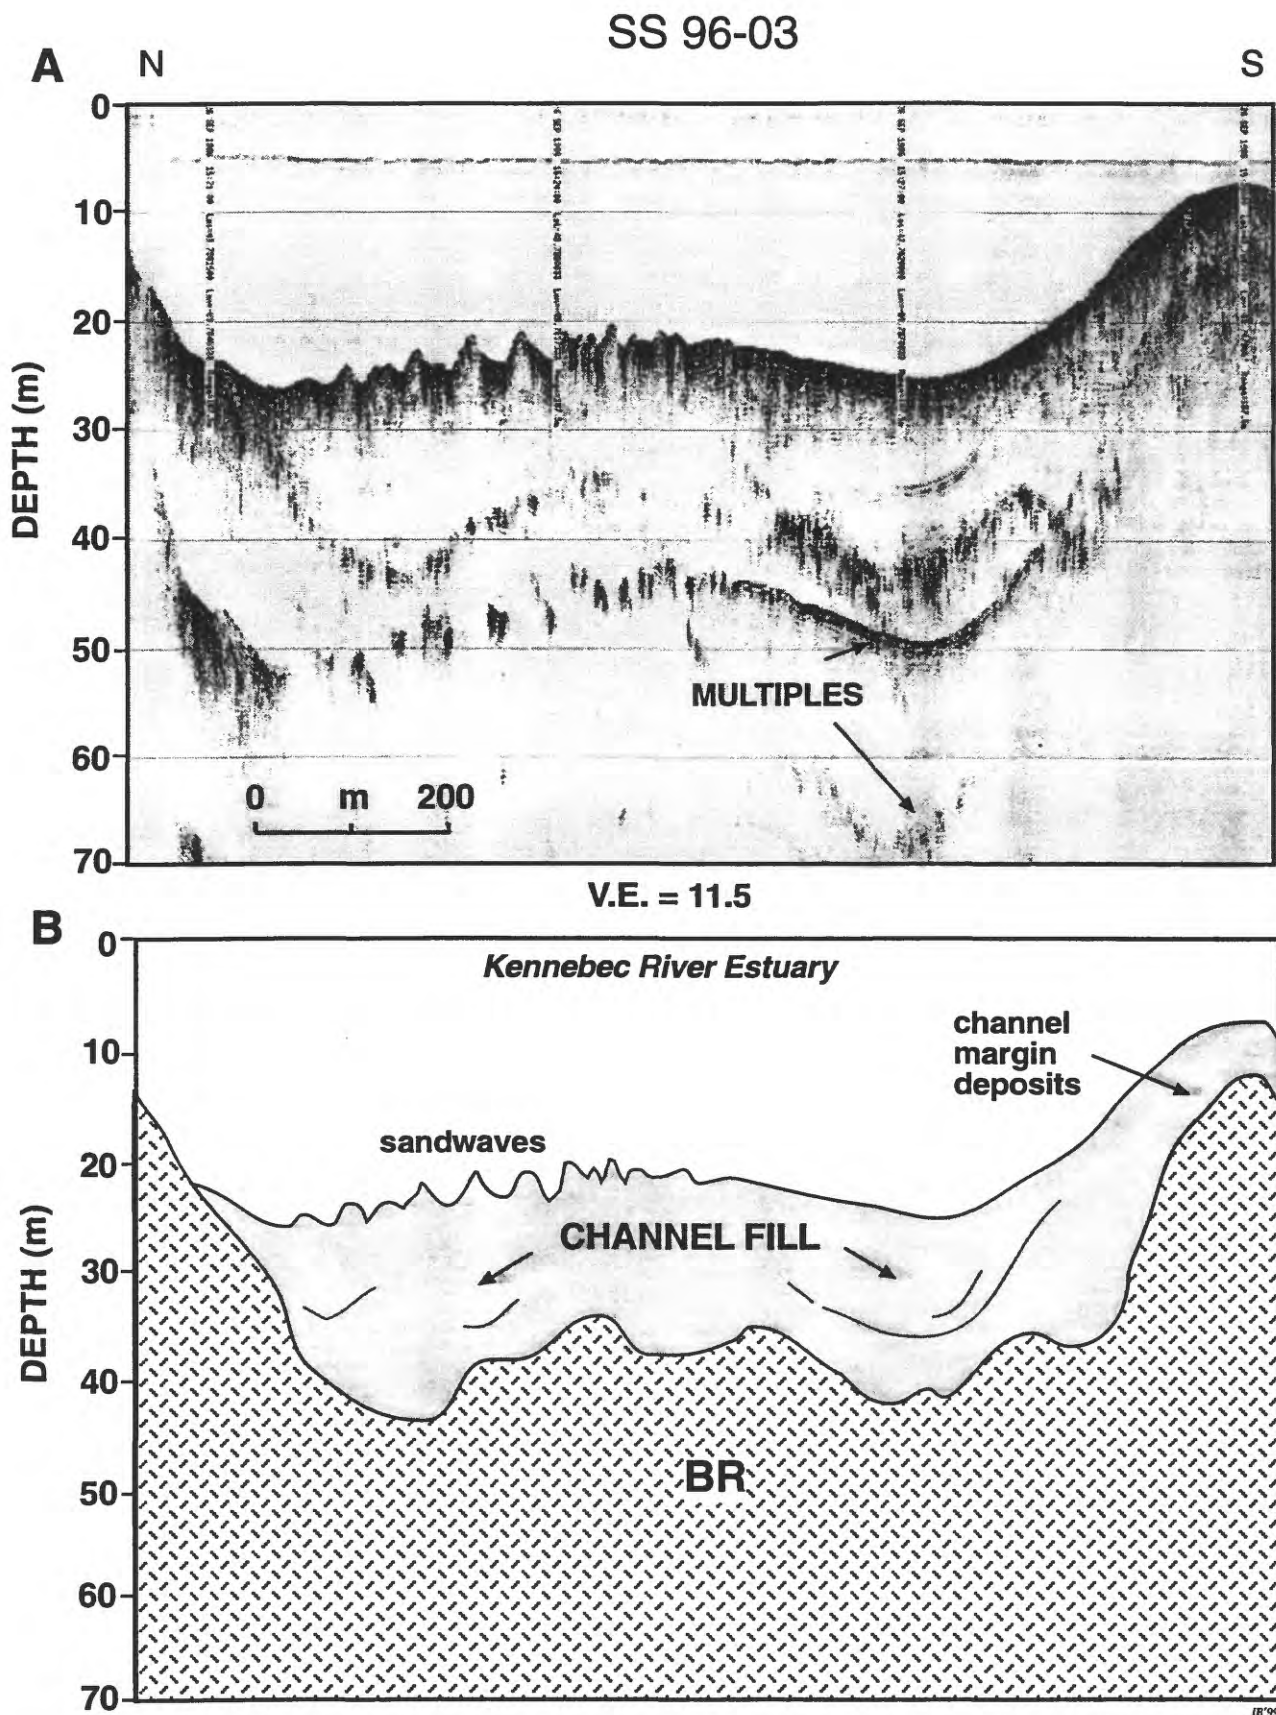 SS 96-03
A
N
S
0
10
20
30
40
50
60
70
DEPTH (m)
MULTIPLES
0 m 200
V.E. = 11.5
B
0
10
20
30
40
50
60
70
DEPTH (m)
Kennebec River Estuary
channel
margin
deposits
sandwaves
CHANNEL FILL
BR